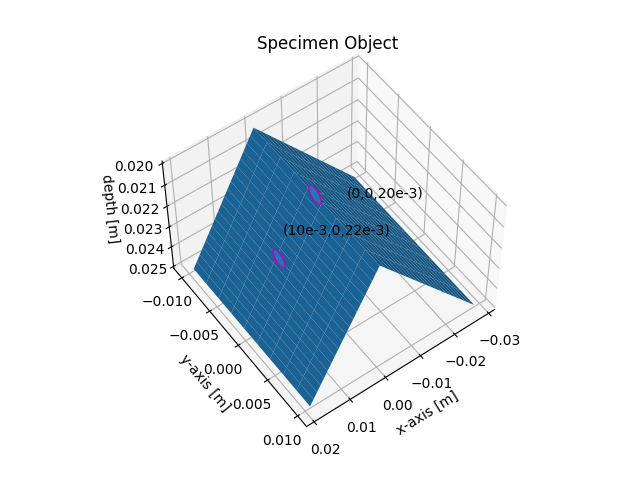 Specimen Object
0.020
0.021
0.022
0.023
0.024
0.025
depth [m]
(0,0,20e-3)
(10e-3,0,22e-3)
−0.010
−0.005
0.000
0.005
0.010
y-axis [m]
−0.03
−0.02
−0.01
0.00
0.01
0.02
x-axis [m]